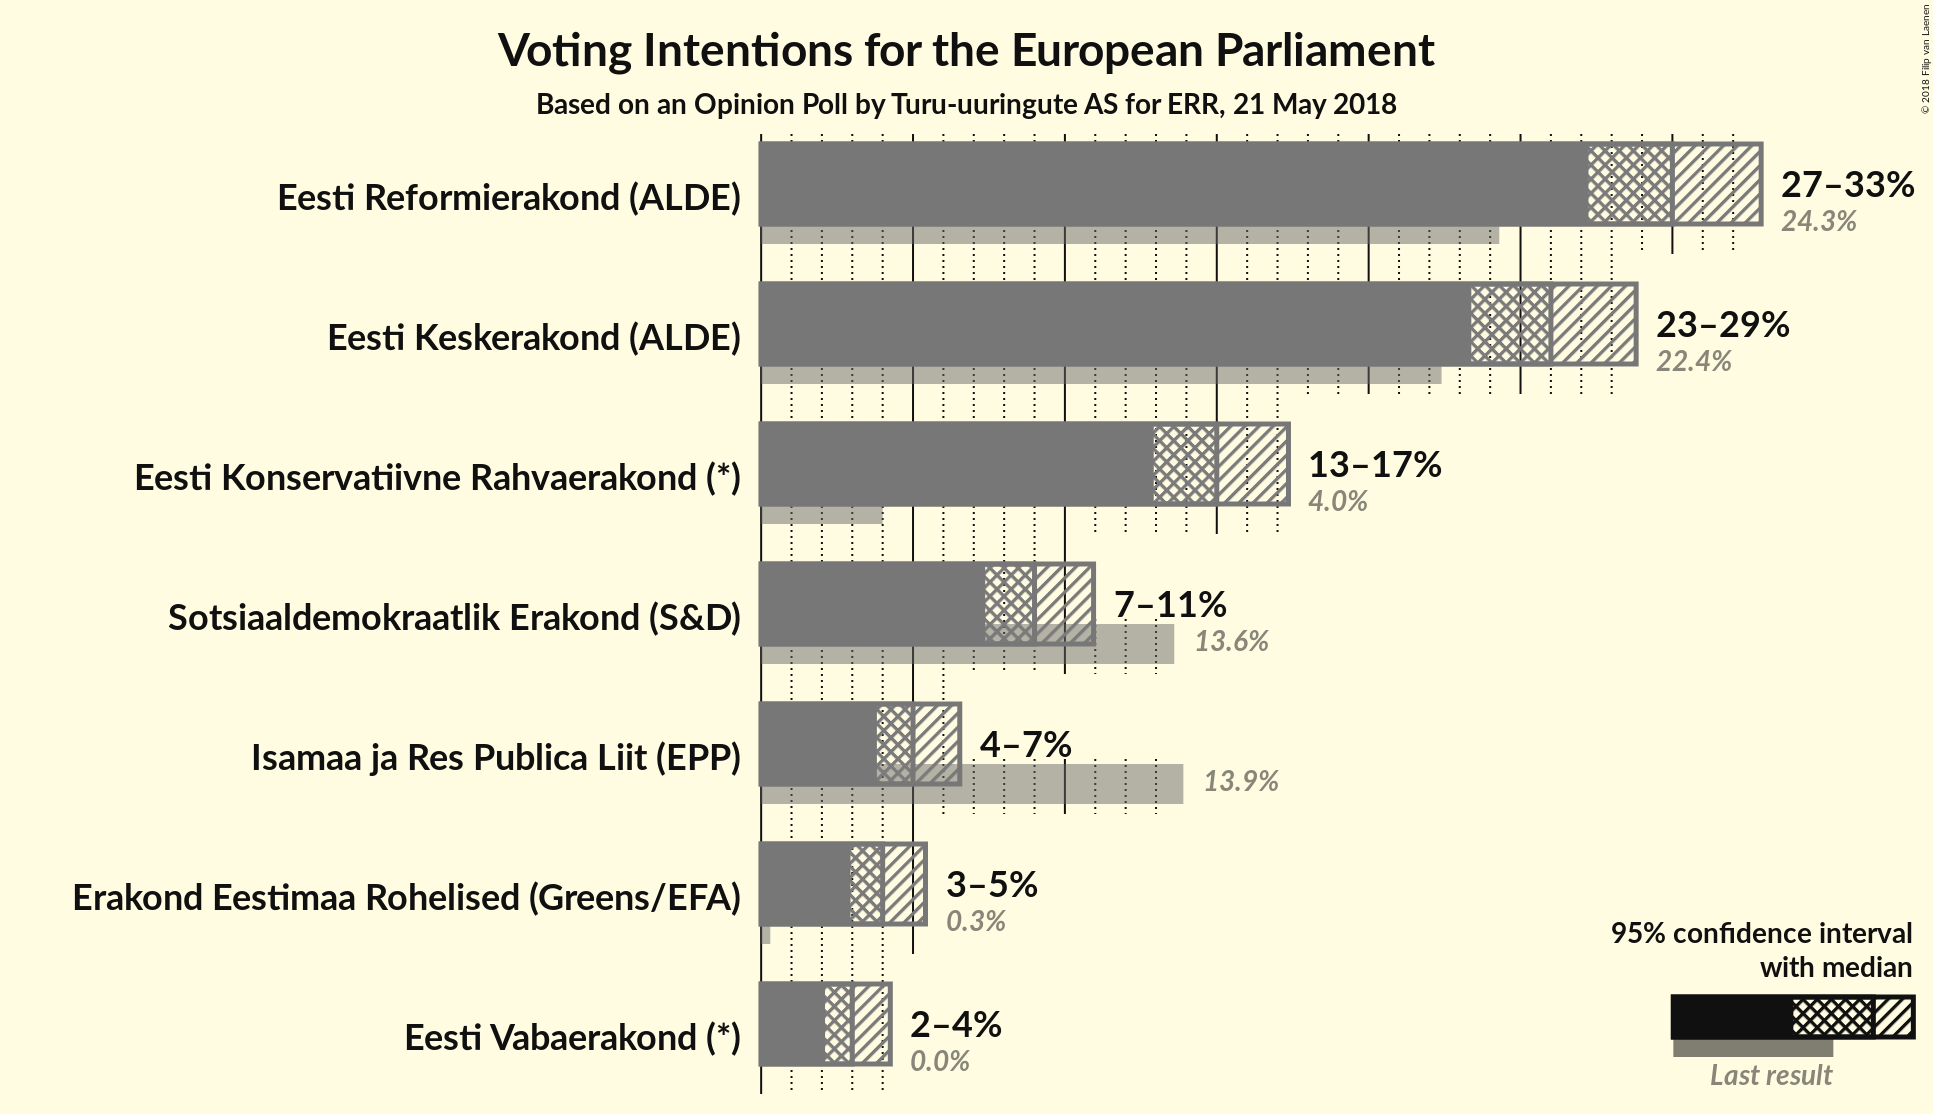 Voting Intentions for the European Parliament
Based on an Opinion Poll by Turu-uuringute AS for ERR, 21 May 2018
© 2018 Filip van Laenen
Eesti Reformierakond (ALDE)
27–33%
24.3%
Eesti Keskerakond (ALDE)
23–29%
22.4%
Eesti Konservatiivne Rahvaerakond (*)
13–17%
4.0%
Sotsiaaldemokraatlik Erakond (S&D)
7–11%
13.6%
Isamaa ja Res Publica Liit (EPP)
4–7%
13.9%
Erakond Eestimaa Rohelised (Greens/EFA)
3–5%
0.3%
Eesti Vabaerakond (*)
2–4%
0.0%
95% confidence interval
with median
Last result